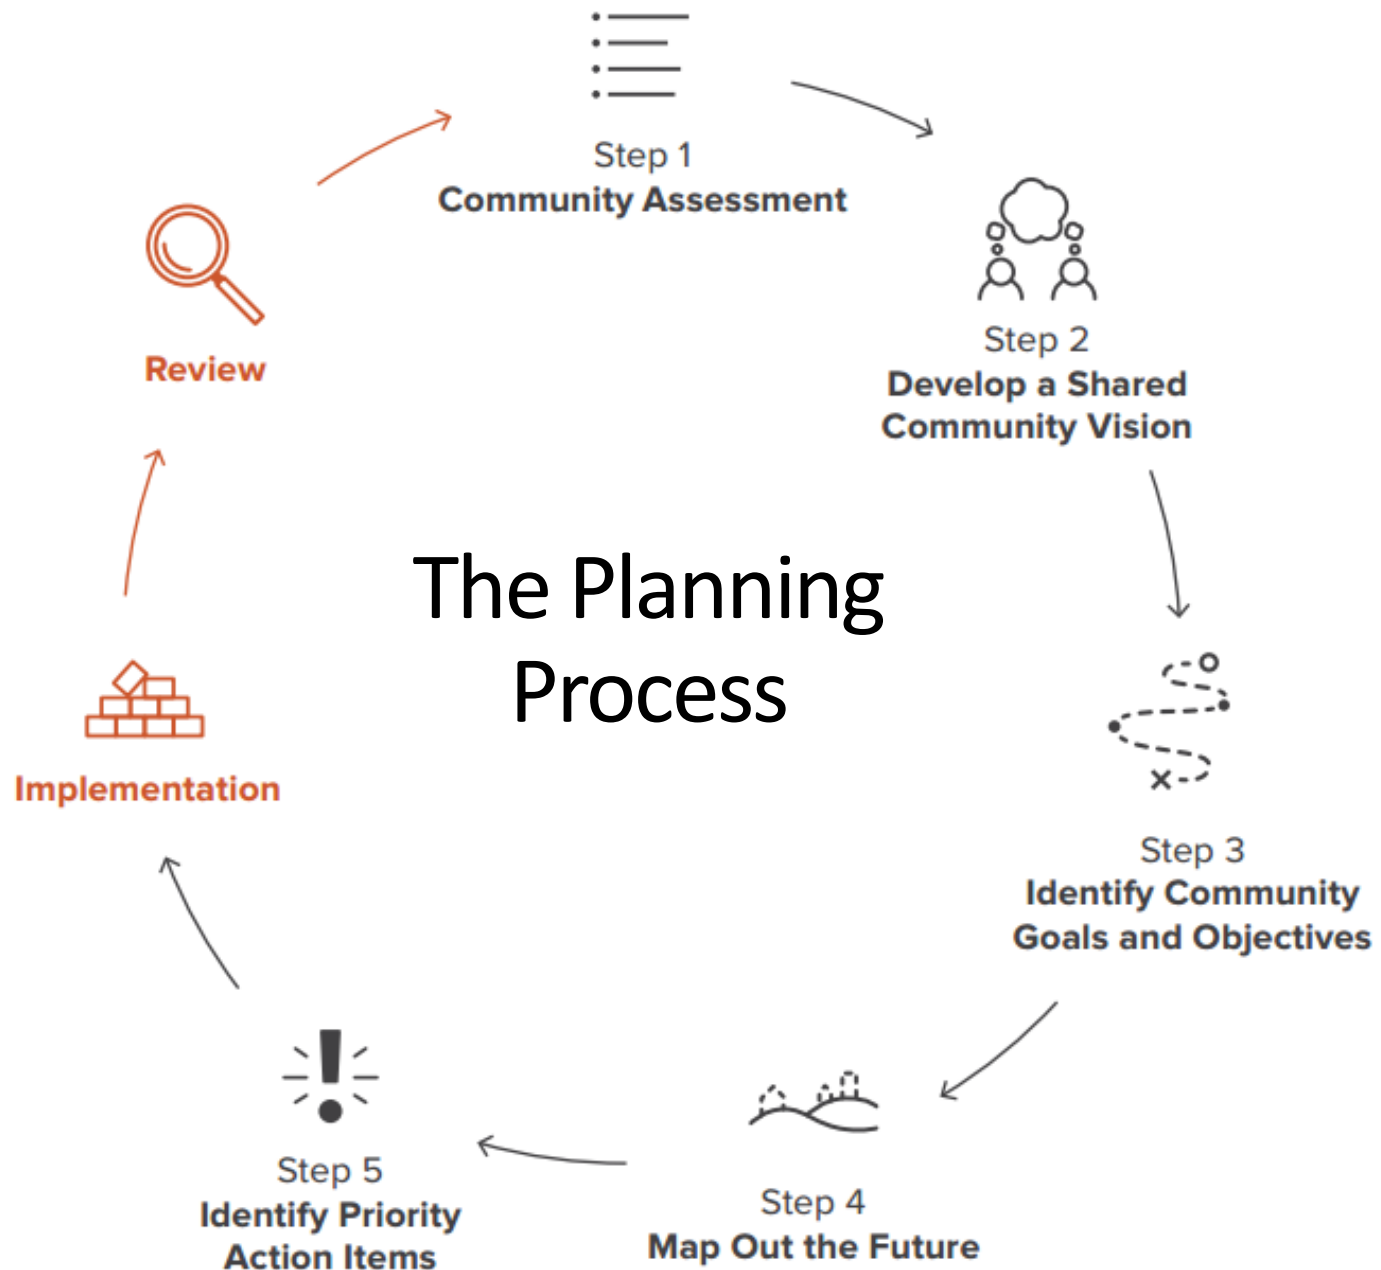 Step 1
Community Assessment
Step 2
Develop a Shared
Community Vision
Step 3
Identify Community
Goals and Objectives
Step 4
Map Out the Future
Step 5
Identify Priority
Action Items
Implementation
Review
The Planning
Process